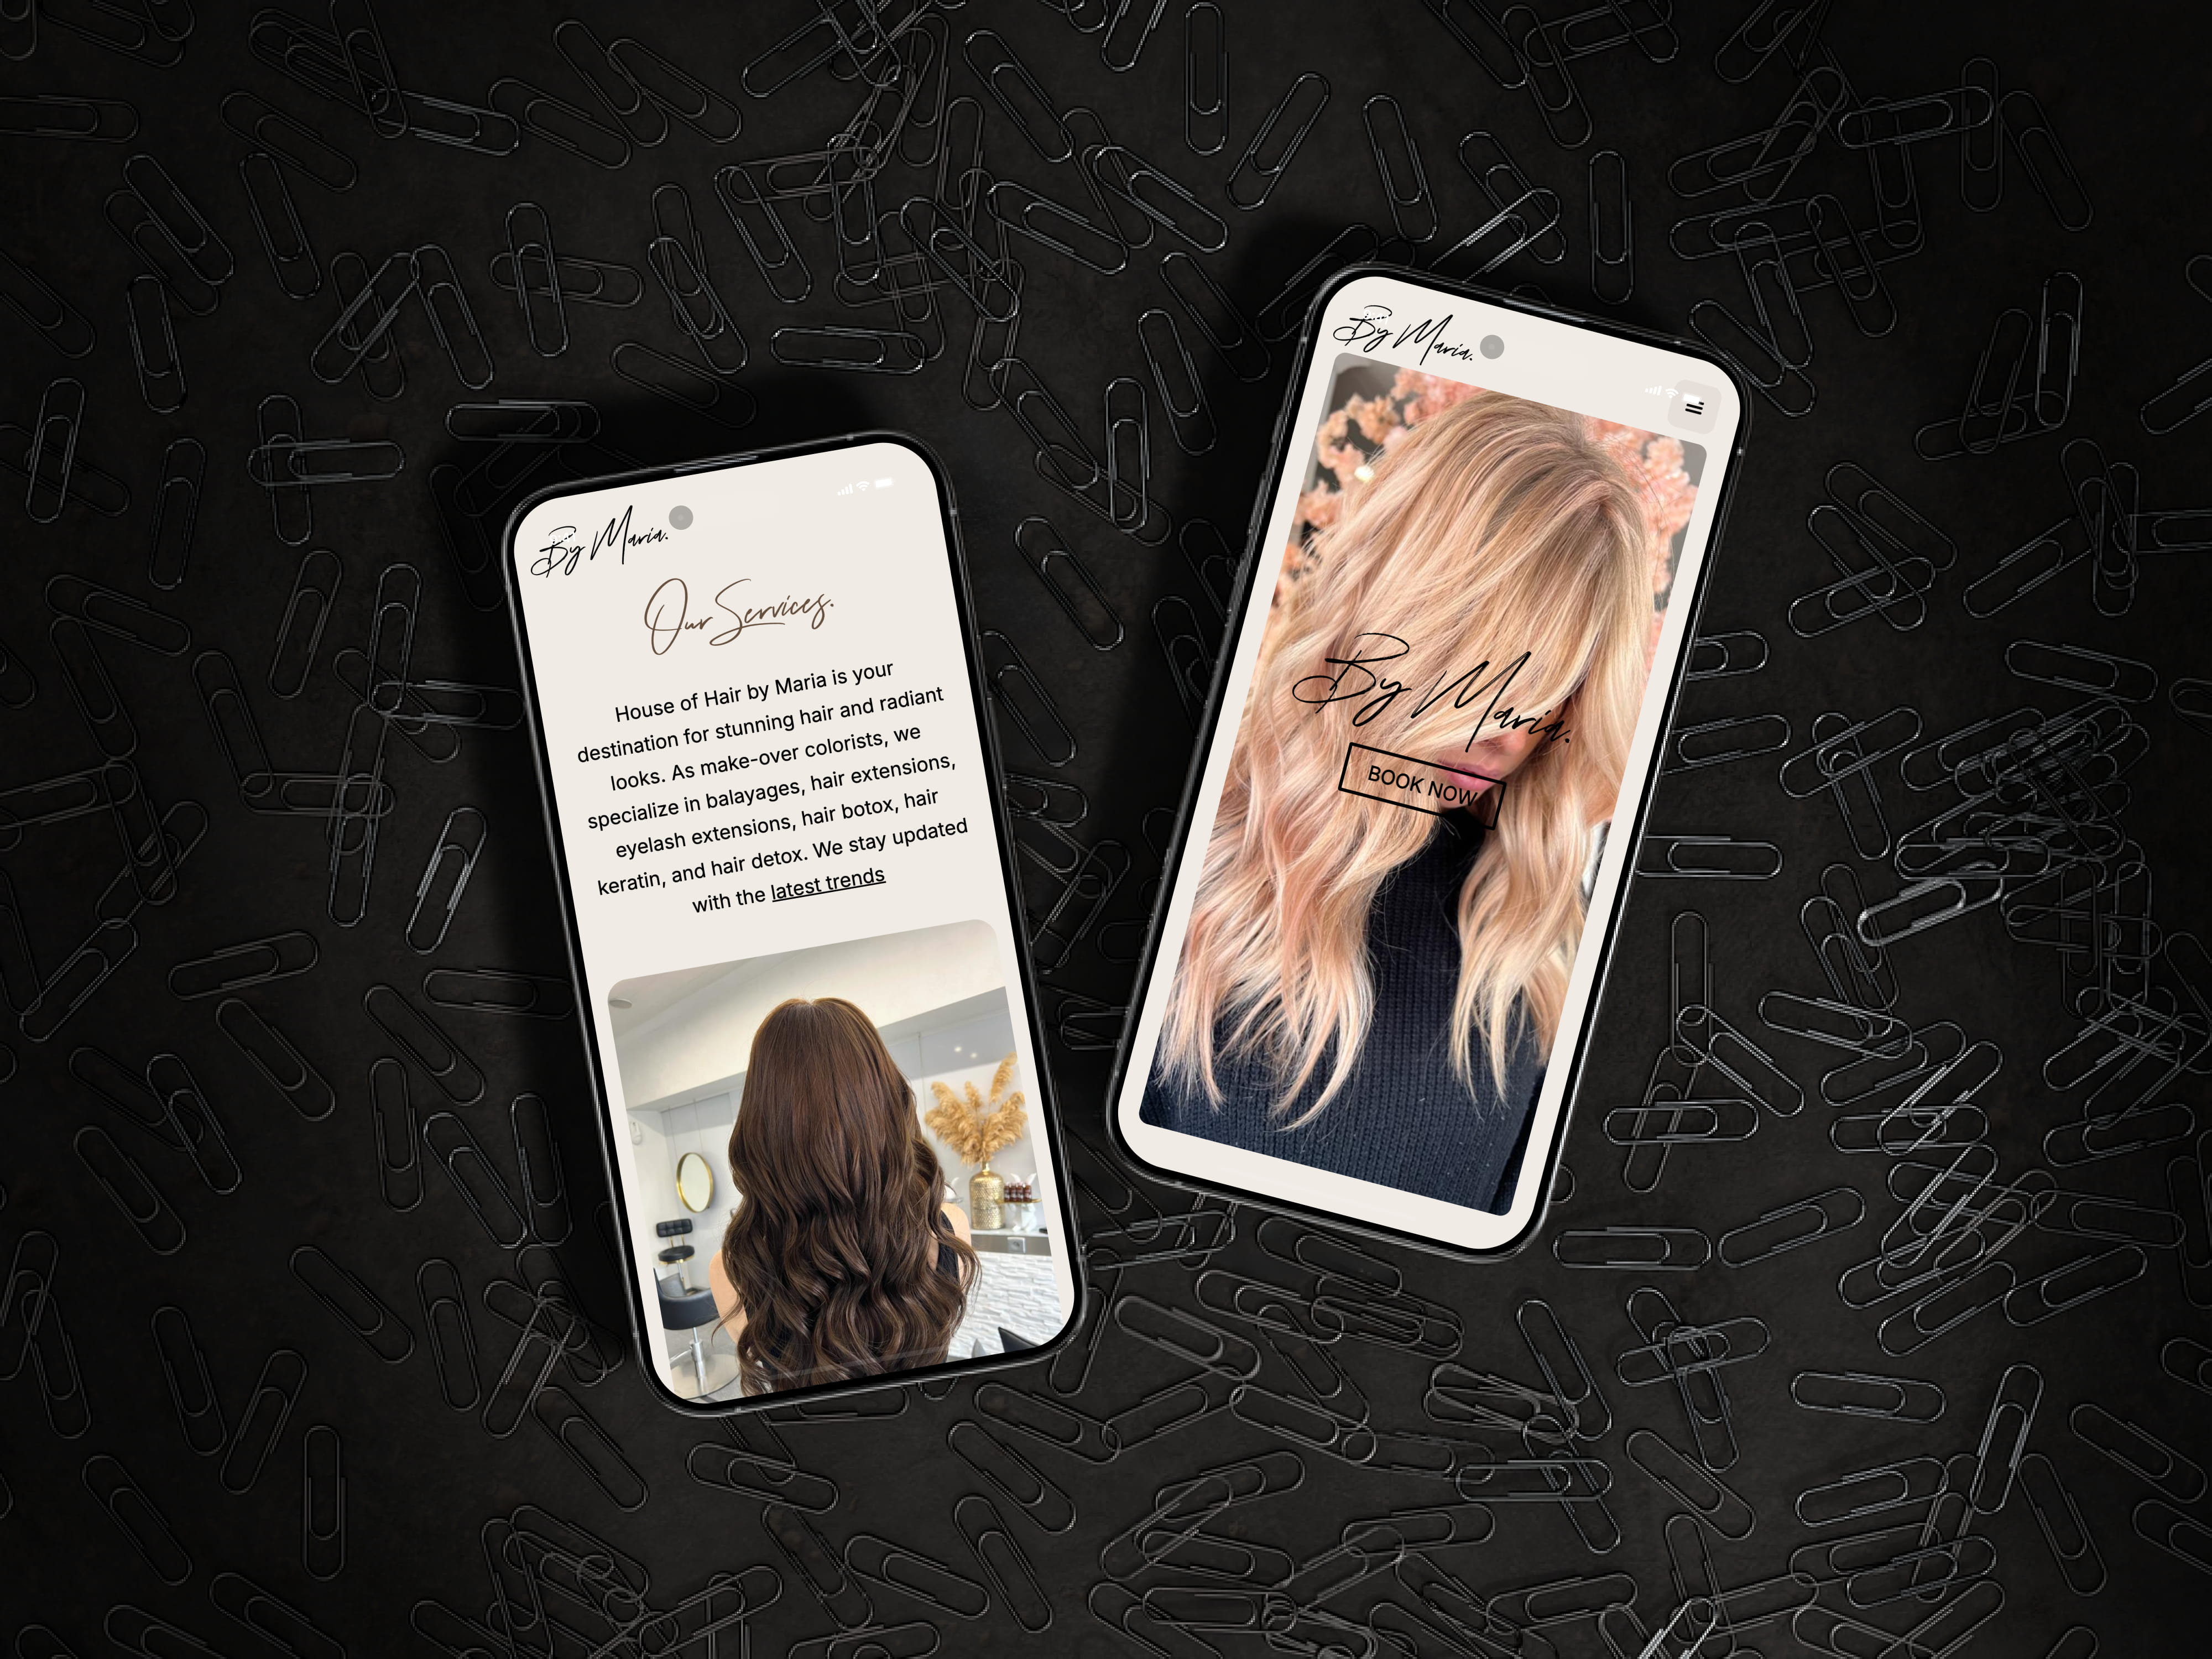 By Maria.
Our Services.
House of Hair by Maria is your
destination for stunning hair and radiant
looks. As make-over colorists, we
specialize in balayages, hair extensions,
eyelash extensions, hair botox, hair
keratin, and hair detox. We stay updated
with the latest trends
By Maria.
By Maria.
BOOK NOW